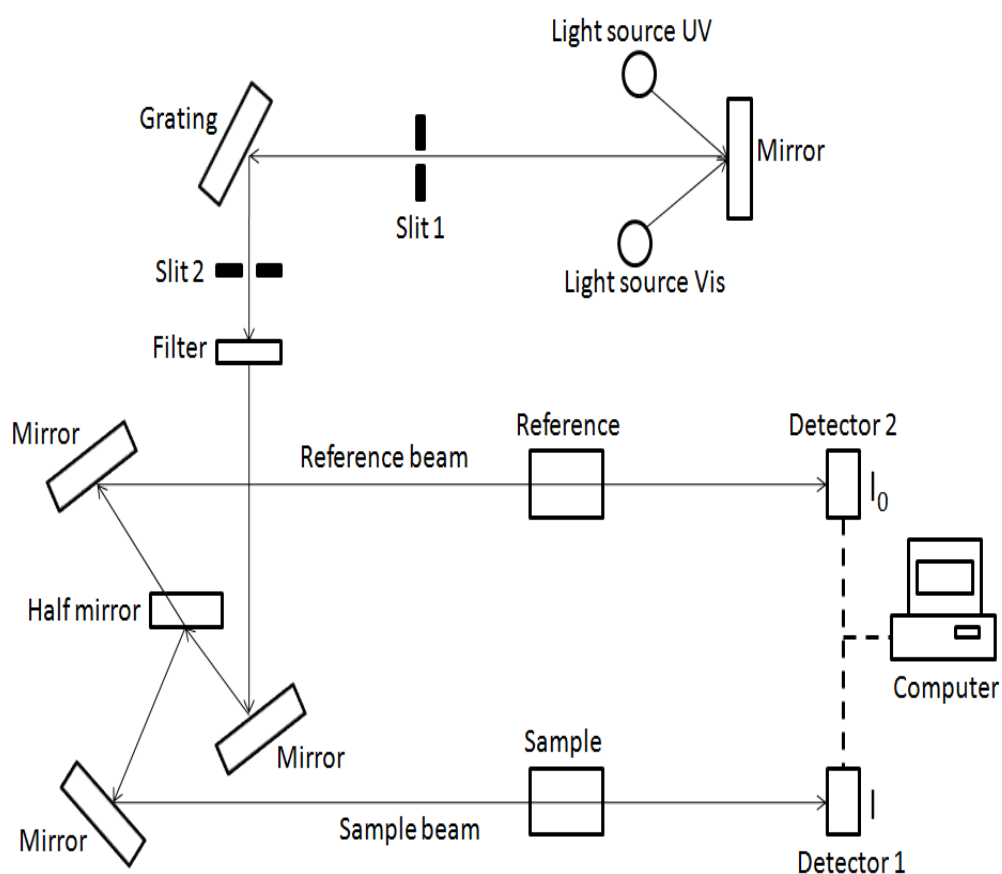 Light source UV
Grating
Mirror
Slit 1
Slit 2
Light source Vis
Filter
Mirror
Reference
Detector 2
Reference beam
I0
Half mirror
Computer
Sample
Mirror
Mirror
Sample beam
I
Detector 1